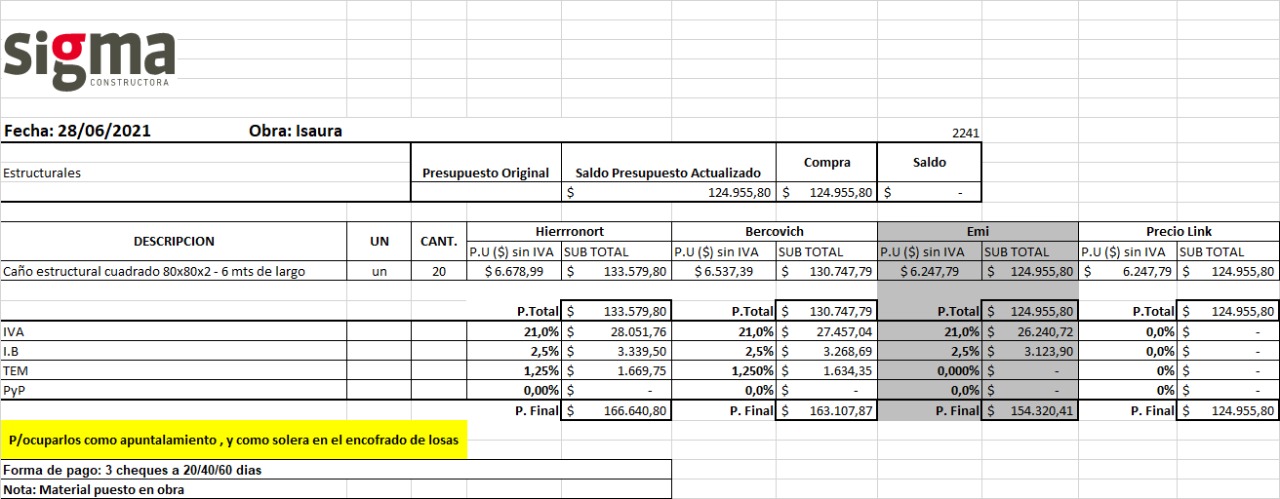 sigma
CONSTRUCTORA
Fecha: 28/06/2021 Obra: Isaura 2241
Estructurales Presupuesto Original Saldo Presupuesto Actualizado Compra Saldo
$ 124.955,80 $ 124.955,80 $ -
DESCRIPCION UN CANT. Hierrronort Bercovich Emi Precio Link
P.U ($) sin IVA SUB TOTAL P.U ($) sin IVA SUB TOTAL P.U ($) sin IVA SUB TOTAL P.U ($) sin IVA SUB TOTAL
Caño estructural cuadrado 80x80x2 - 6 mts de largo un 20 $ 6.678,99 $ 133.579,80 $ 6.537,39 $ 130.747,79 $ 6.247,79 $ 124.955,80 $ 6.247,79 $ 124.955,80
P.Total $ 133.579,80 P.Total $ 130.747,79 P.Total $ 124.955,80 P.Total $ 124.955,80
IVA 21,0% $ 28.051,76 21,0% $ 27.457,04 21,0% $ 26.240,72 0,0% $ -
I.B 2,5% $ 3.339,50 2,5% $ 3.268,69 2,5% $ 3.123,90 0,0% $ -
TEM 1,25% $ 1.669,75 1,250% $ 1.634,35 0,000% $ - 0% $ -
PyP 0,00% $ - 0,0% $ - 0,0% $ - 0% $ -
P. Final $ 166.640,80 P. Final $ 163.107,87 P. Final $ 154.320,41 P. Final $ 124.955,80
P/ocuparlos como apuntalamiento , y como solera en el encofrado de losas
Forma de pago: 3 cheques a 20/40/60 dias
Nota: Material puesto en obra